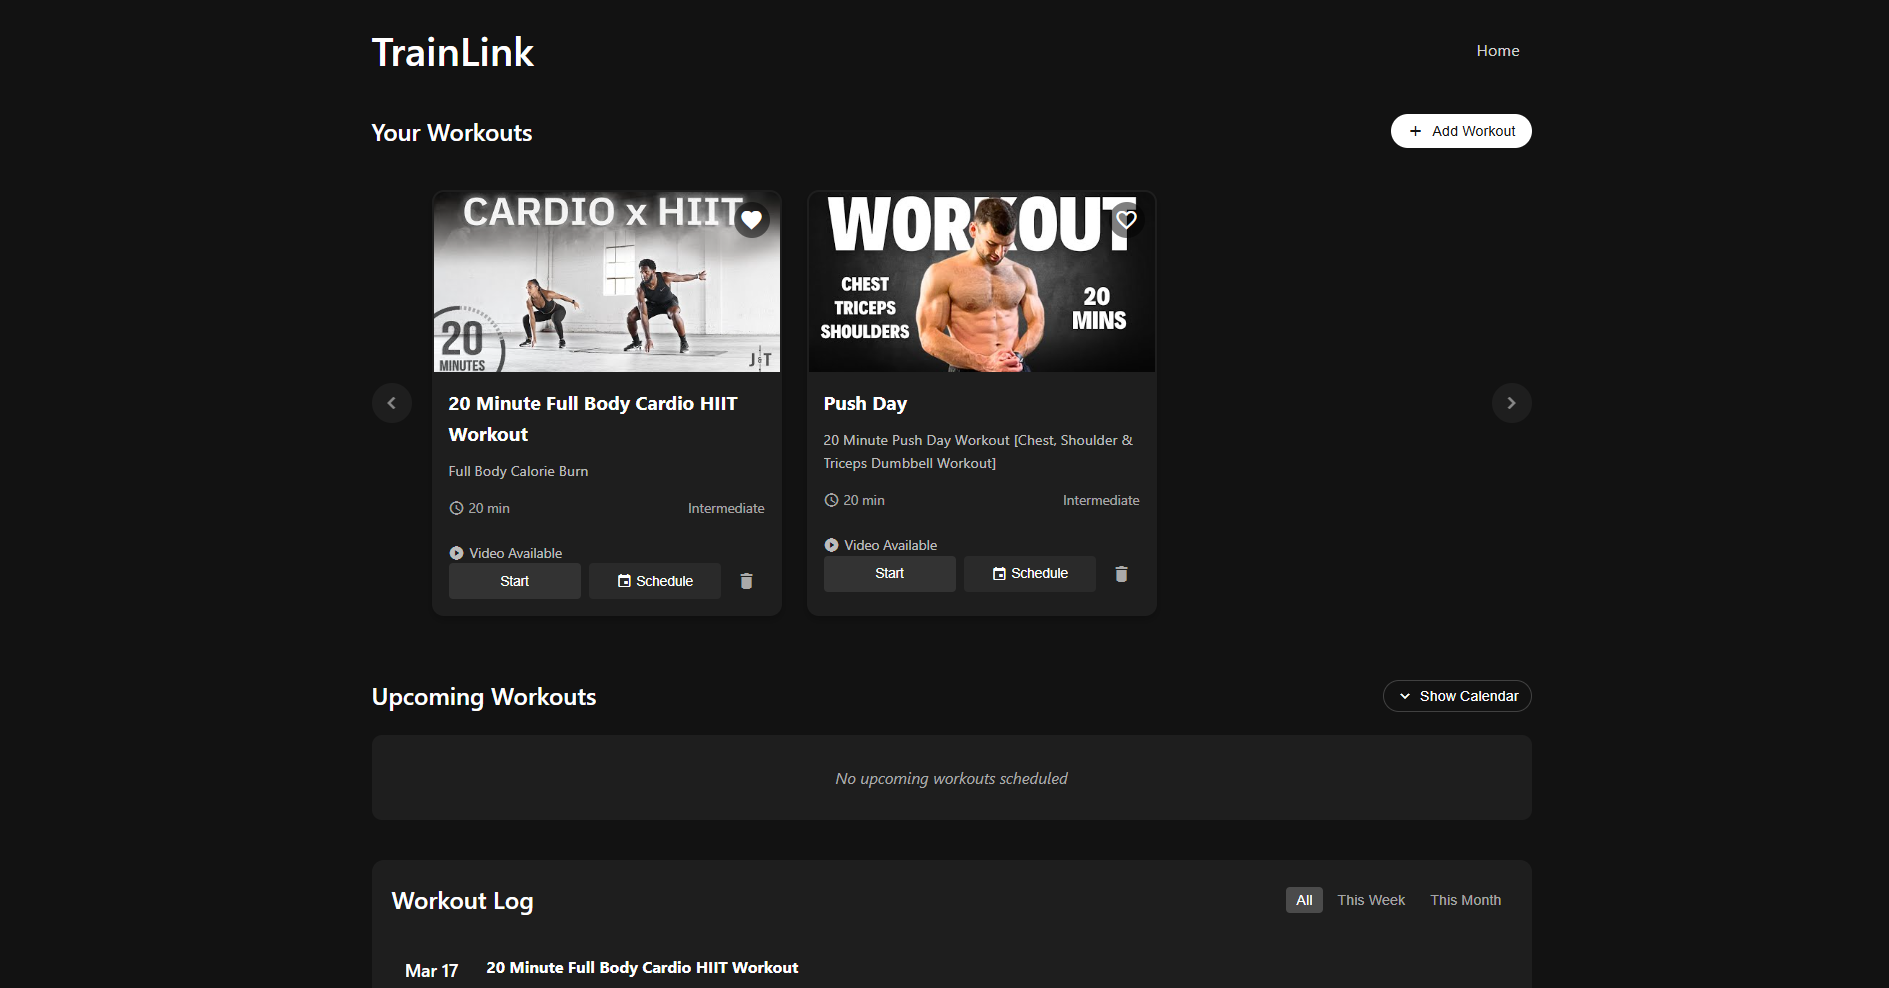 TrainLink
Home
Your Workouts
Add Workout
CARDIO x HIIT
20
MINUTES
J&T
20 Minute Full Body Cardio HIIT
Workout
Full Body Calorie Burn
20 min
Intermediate
Video Available
Start
Schedule
WORKOUT
CHEST
TRICEPS
SHOULDERS
20
MINS
Push Day
20 Minute Push Day Workout [Chest, Shoulder &
Triceps Dumbbell Workout]
20 min
Intermediate
Video Available
Start
Schedule
Upcoming Workouts
Show Calendar
No upcoming workouts scheduled
Workout Log
All
This Week
This Month
Mar 17
20 Minute Full Body Cardio HIIT Workout